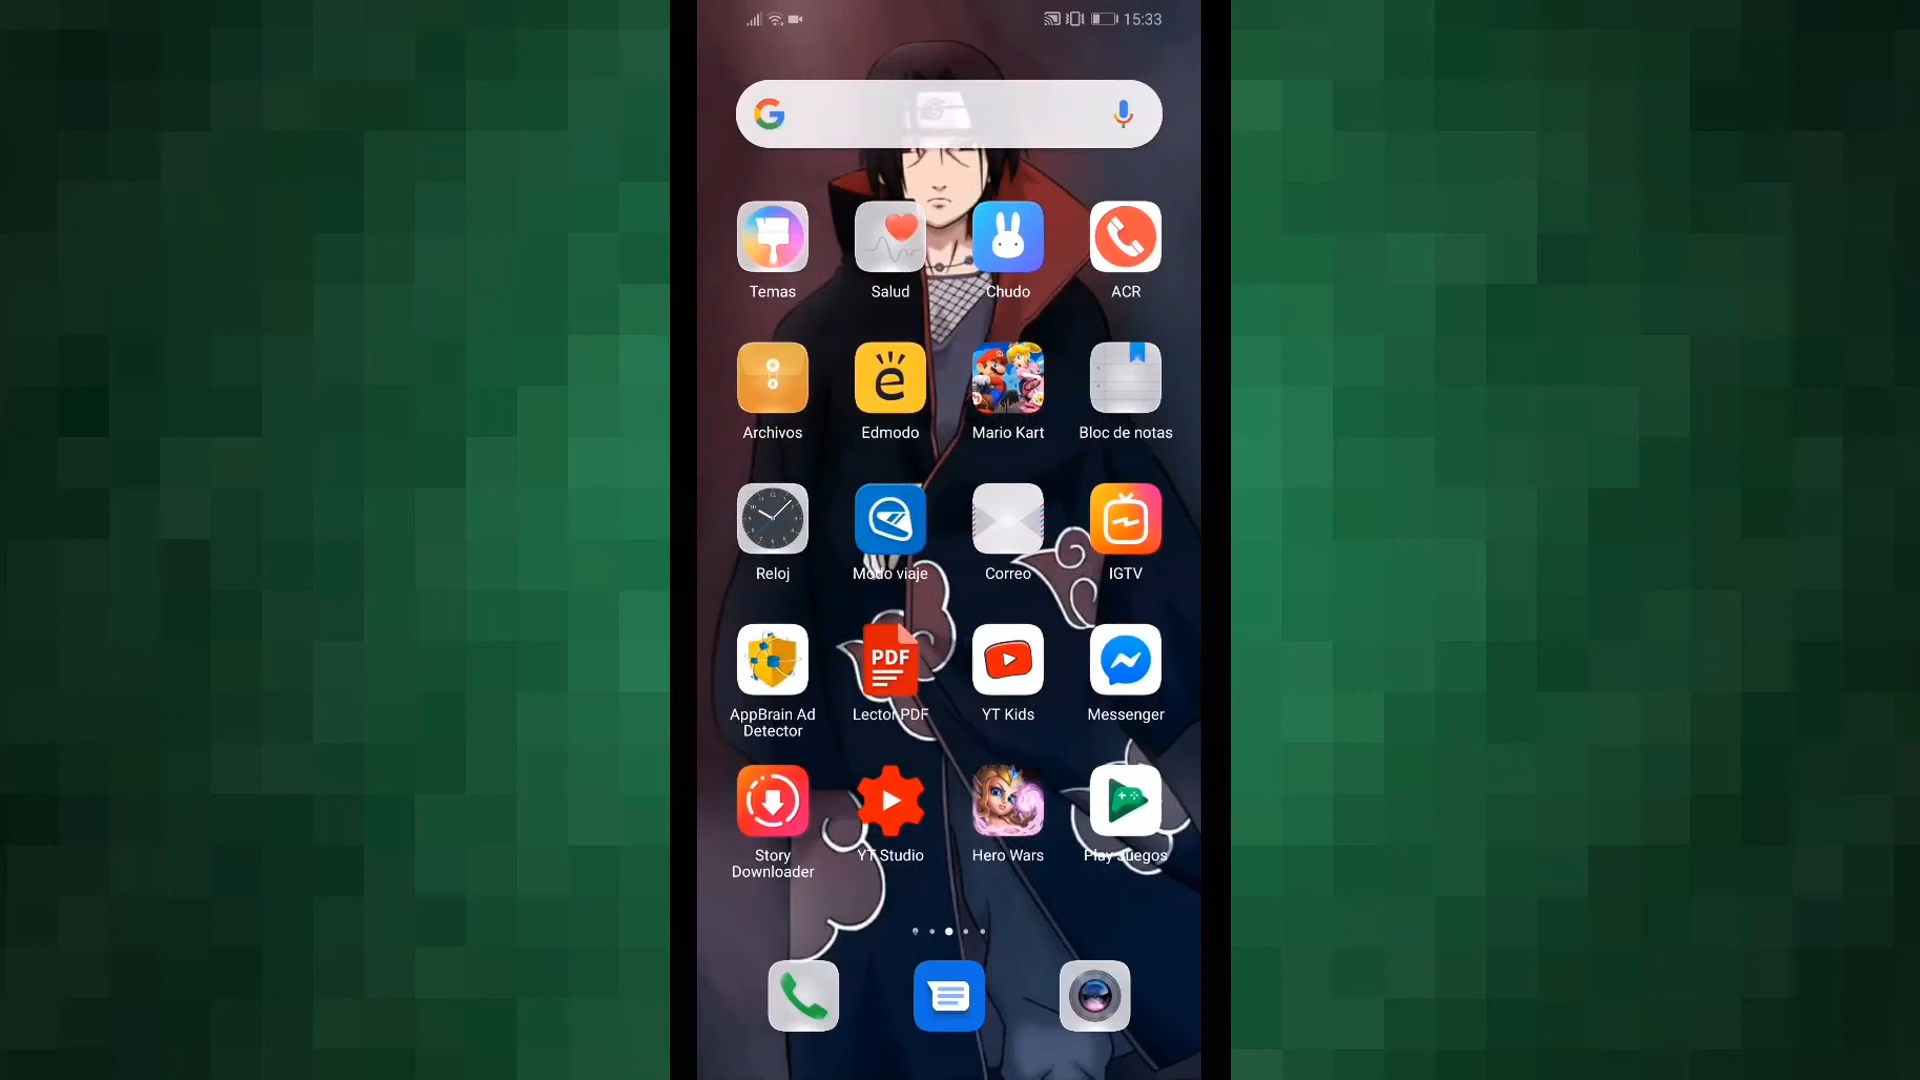 15:33
Temas
Salud
Chudo
ACR
Archivos
Edmodo
Mario Kart
Bloc de notas
Reloj
Modo viaje
Correo
IGTV
PDF
AppBrain Ad
Detector
Lector PDF
YT Kids
Messenger
Story
Downloader
YT Studio
Hero Wars
Play Juegos